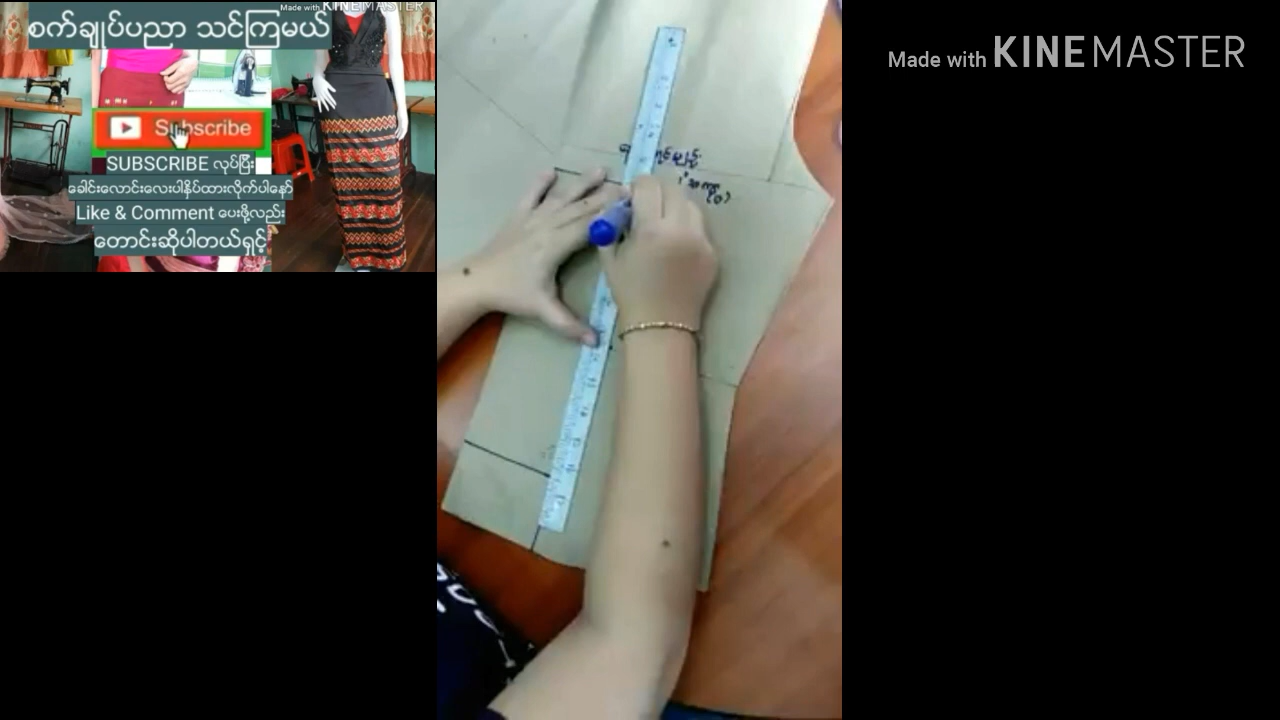 Made with KINEMASTER
စက်ချုပ်ပညာ သင်ကြမယ်
Subscribe
SUBSCRIBE လုပ်ပြီး
ခေါင်းလောင်းလေးပါနှိပ်ထားလိုက်ပါနော်
Like & Comment ပေးဖို့လည်း
တောင်းဆိုပါတယ်ရှင့်
Made with KINEMASTER